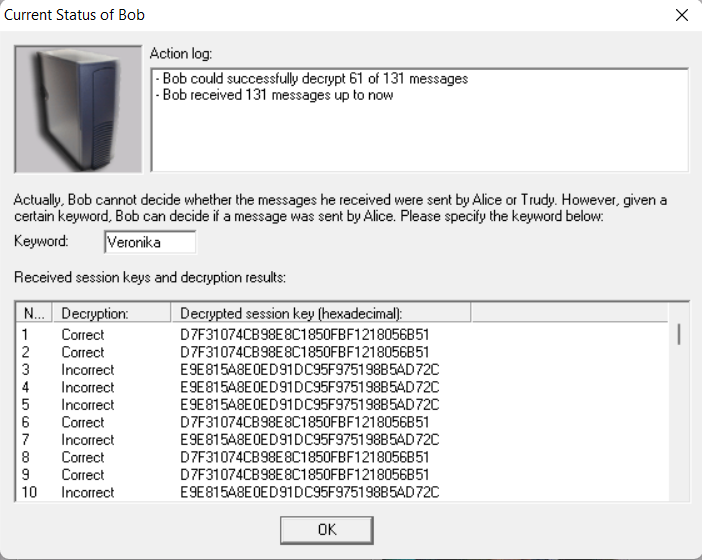 Current Status of Bob
Action log:
- Bob could successfully decrypt 61 of 131 messages
- Bob received 131 messages up to now
Actually, Bob cannot decide whether the messages he received were sent by Alice or Trudy. However, given a
certain keyword, Bob can decide if a message was sent by Alice. Please specify the keyword below:
Keyword: Veronika
Received session keys and decryption results:
N... Decryption: Decrypted session key (hexadecimal):
1 Correct D7F31074CB98E8C1850FBF1218056B51
2 Correct D7F31074CB98E8C1850FBF1218056B51
3 Incorrect E9E815A8E0ED91DC95F975198B5AD72C
4 Incorrect E9E815A8E0ED91DC95F975198B5AD72C
5 Incorrect E9E815A8E0ED91DC95F975198B5AD72C
6 Correct D7F31074CB98E8C1850FBF1218056B51
7 Incorrect E9E815A8E0ED91DC95F975198B5AD72C
8 Correct D7F31074CB98E8C1850FBF1218056B51
9 Correct D7F31074CB98E8C1850FBF1218056B51
10 Incorrect E9E815A8E0ED91DC95F975198B5AD72C
OK